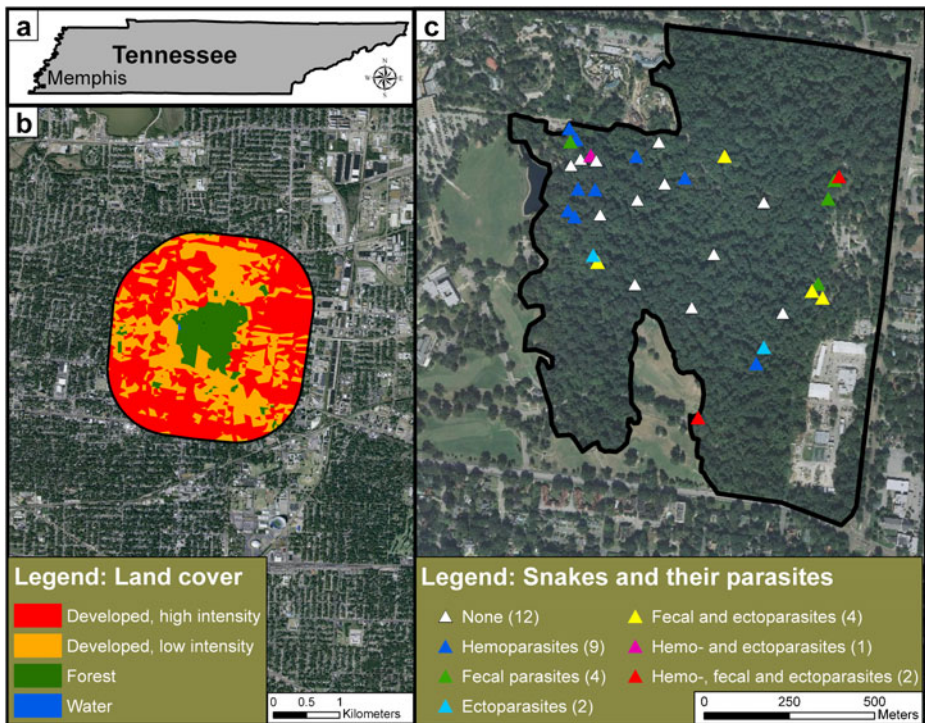 a
Tennessee
Memphis
N
W
E
S
b
c
Legend: Land cover
Developed, high intensity
Developed, low intensity
Forest
Water
0 0.5 1
Kilometers
Legend: Snakes and their parasites
None (12)
Hemoparasites (9)
Fecal parasites (4)
Ectoparasites (2)
Fecal and ectoparasites (4)
Hemo- and ectoparasites (1)
Hemo-, fecal and ectoparasites (2)
0 250 500
Meters